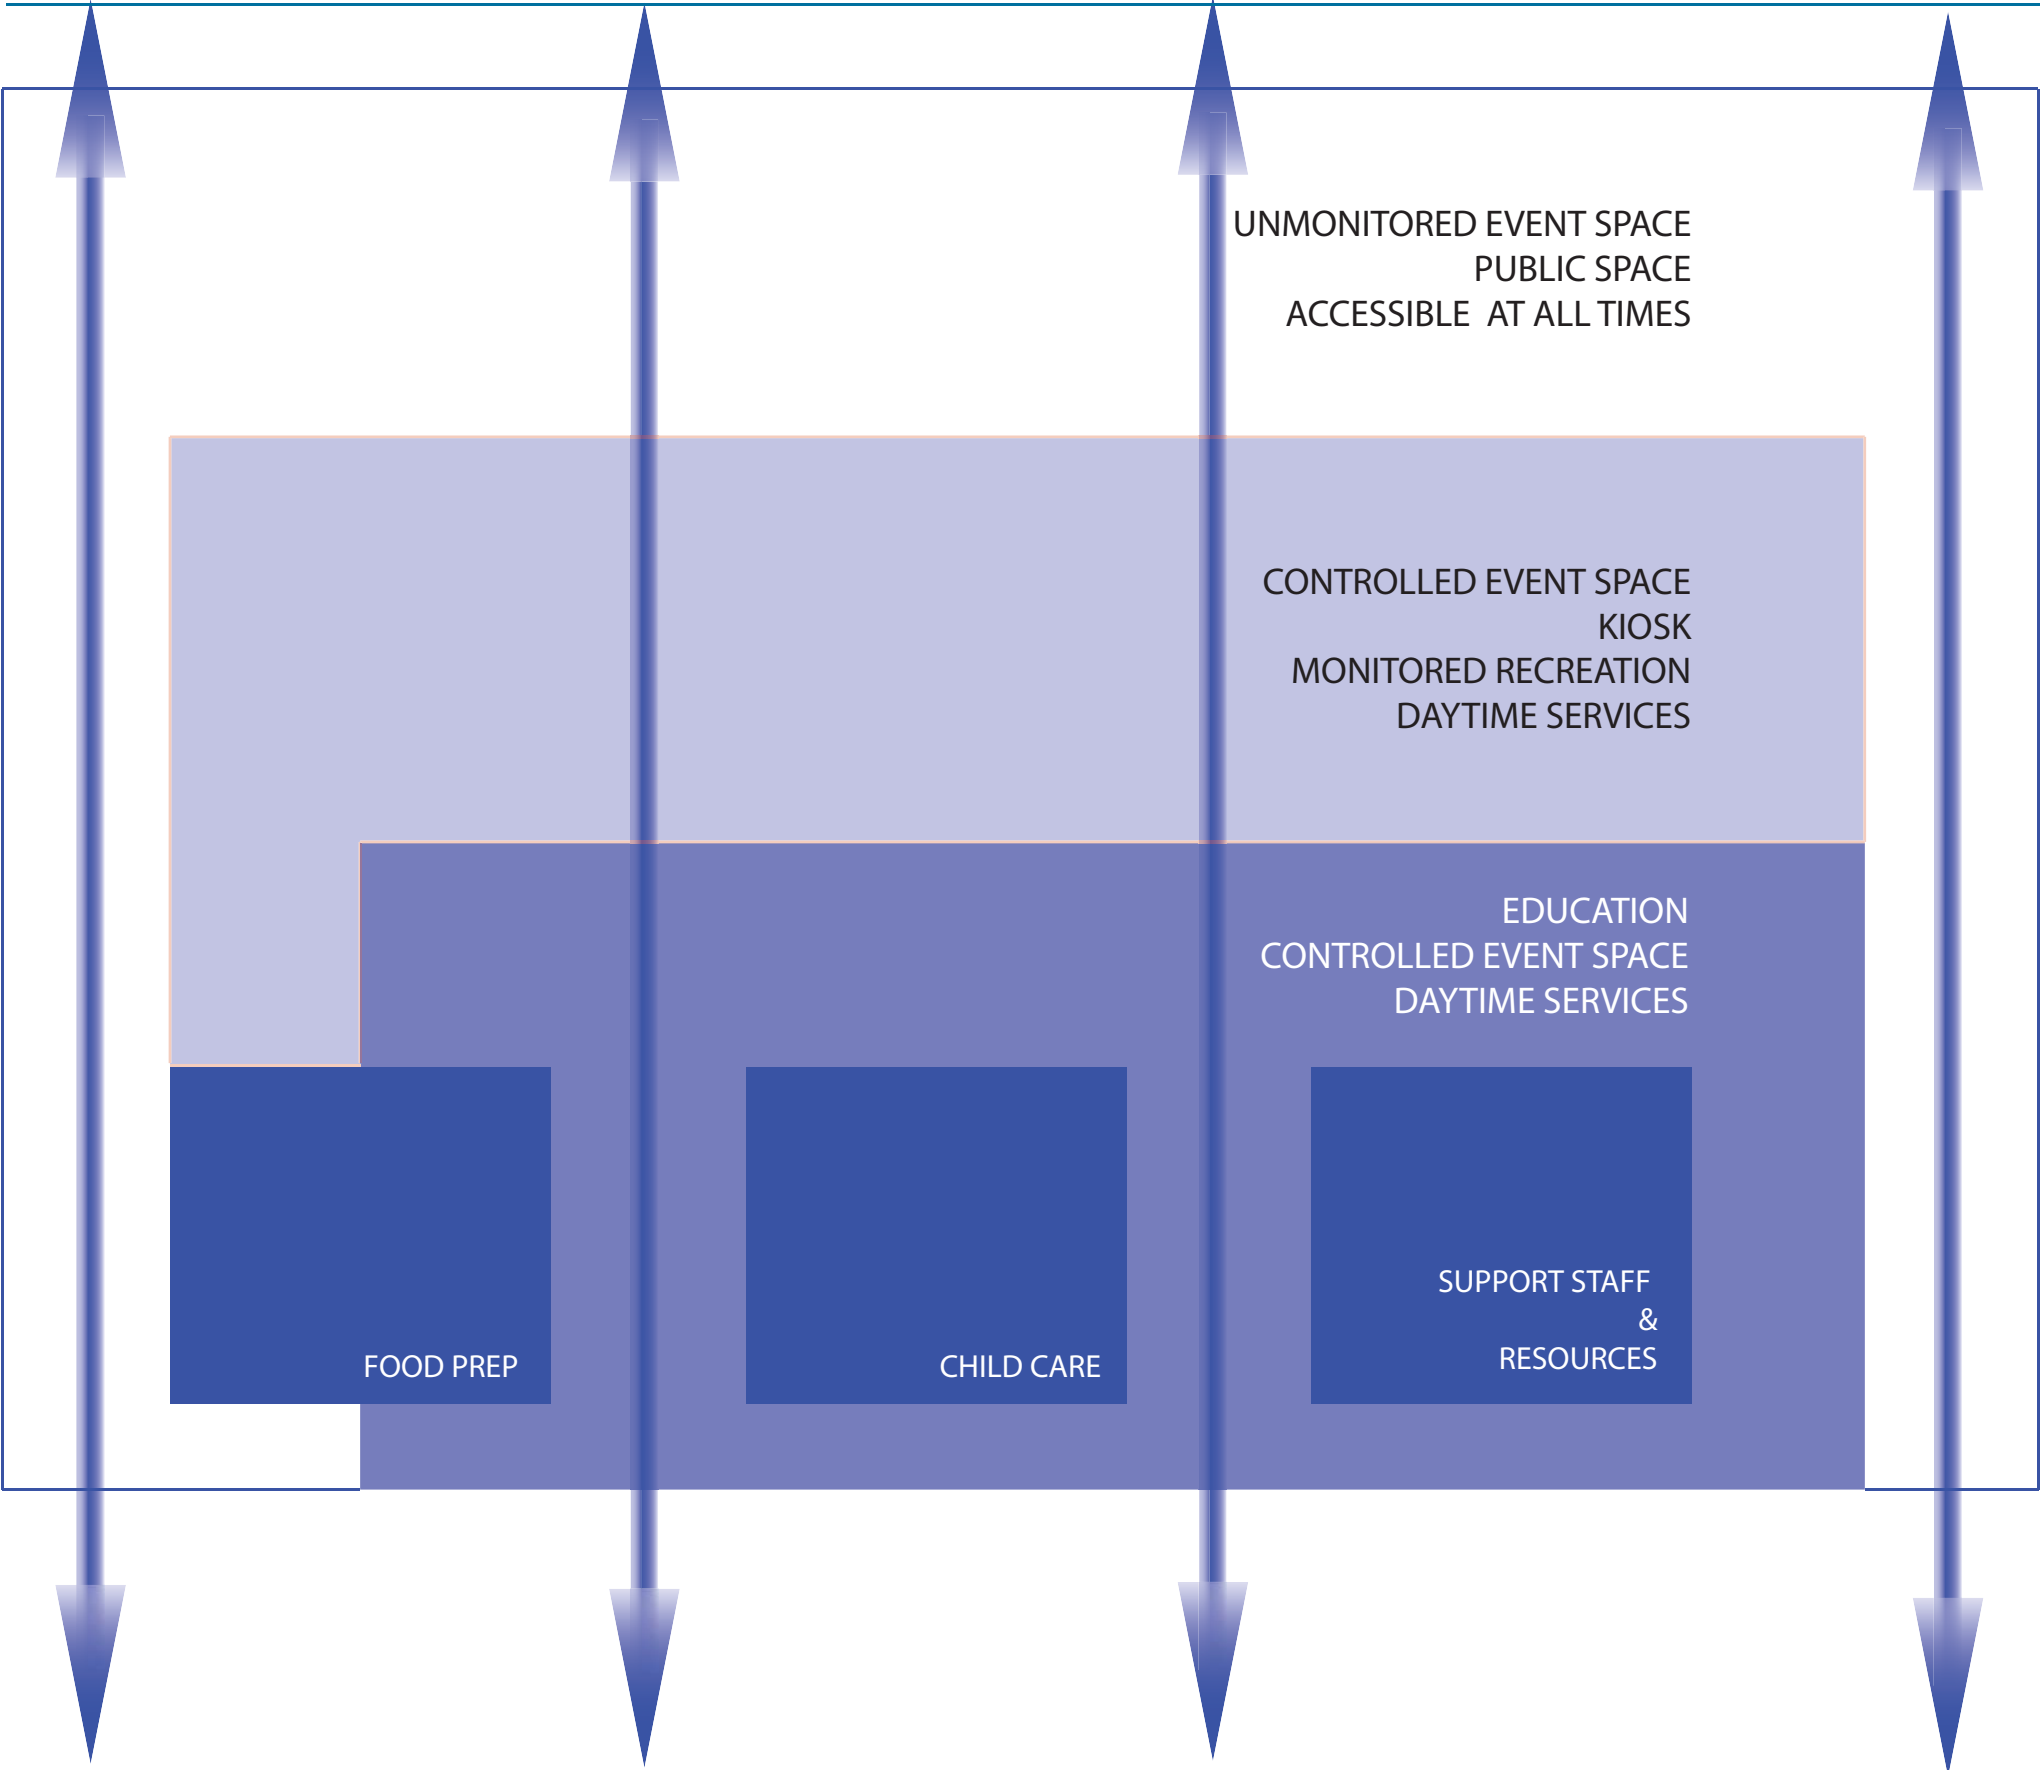 UNMONITORED EVENT SPACE
PUBLIC SPACE
ACCESSIBLE AT ALL TIMES
CONTROLLED EVENT SPACE
KIOSK
MONITORED RECREATION
DAYTIME SERVICES
EDUCATION
CONTROLLED EVENT SPACE
DAYTIME SERVICES
FOOD PREP
CHILD CARE
SUPPORT STAFF
&
RESOURCES